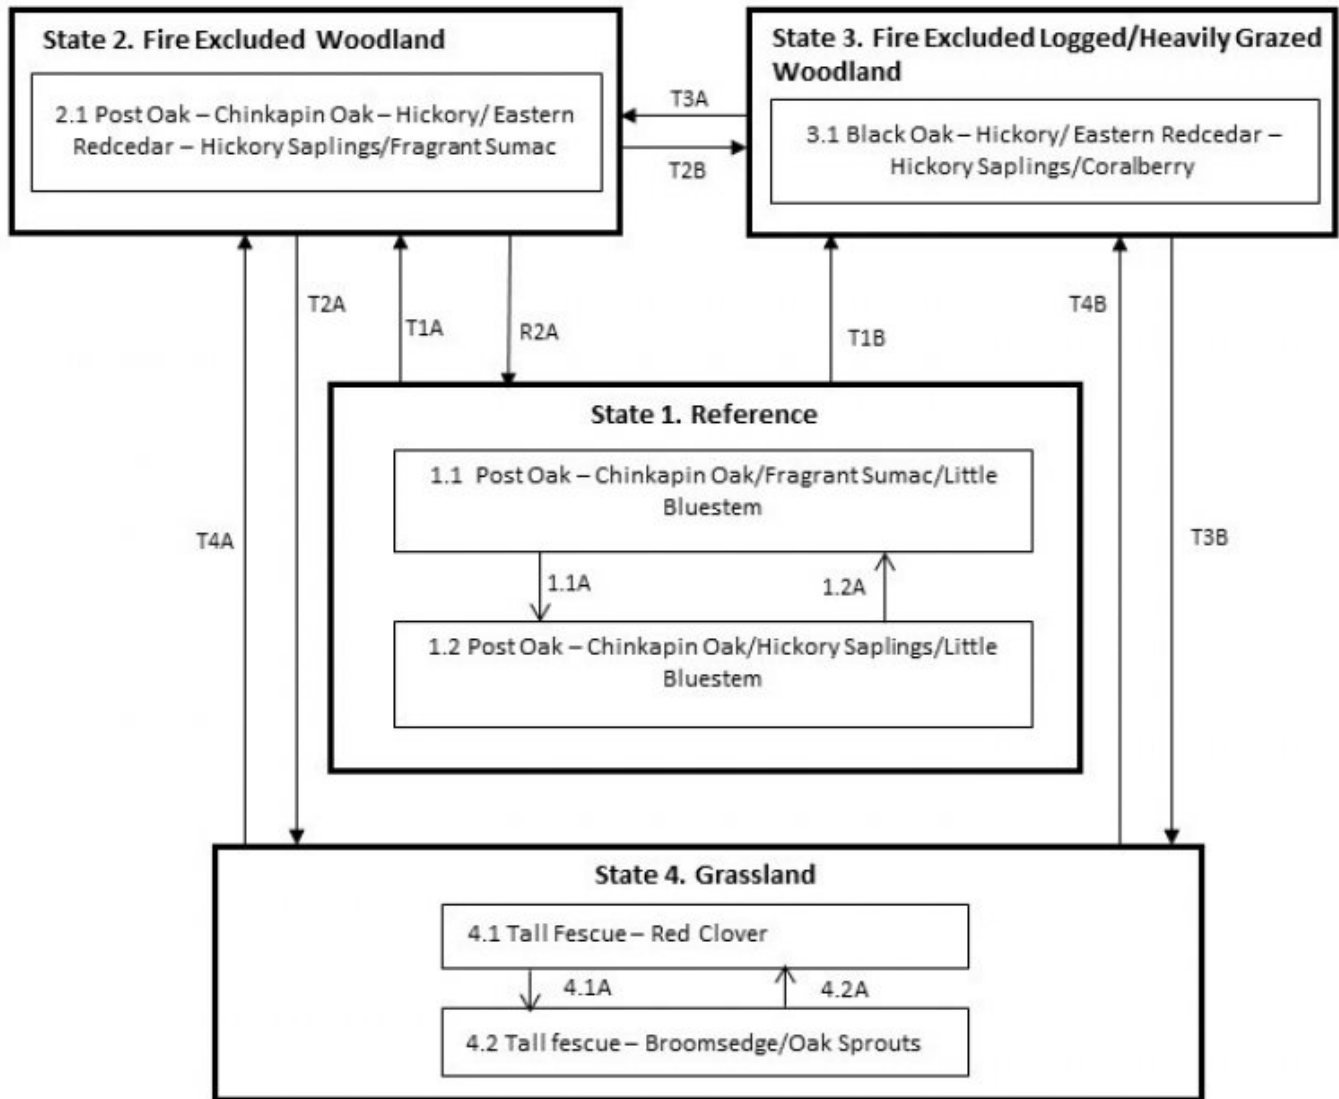 State 2. Fire Excluded Woodland
2.1 Post Oak – Chinkapin Oak – Hickory/ Eastern
Redcedar – Hickory Saplings/Fragrant Sumac
T3A
T2B
State 3. Fire Excluded Logged/Heavily Grazed
Woodland
3.1 Black Oak – Hickory/ Eastern Redcedar –
Hickory Saplings/Coralberry
T2A
T1A
R2A
T1B
T4B
State 1. Reference
1.1 Post Oak – Chinkapin Oak/Fragrant Sumac/Little
Bluestem
T4A
T3B
1.1A
1.2A
1.2 Post Oak – Chinkapin Oak/Hickory Saplings/Little
Bluestem
State 4. Grassland
4.1 Tall Fescue – Red Clover
4.1A
4.2A
4.2 Tall fescue – Broomsedge/Oak Sprouts